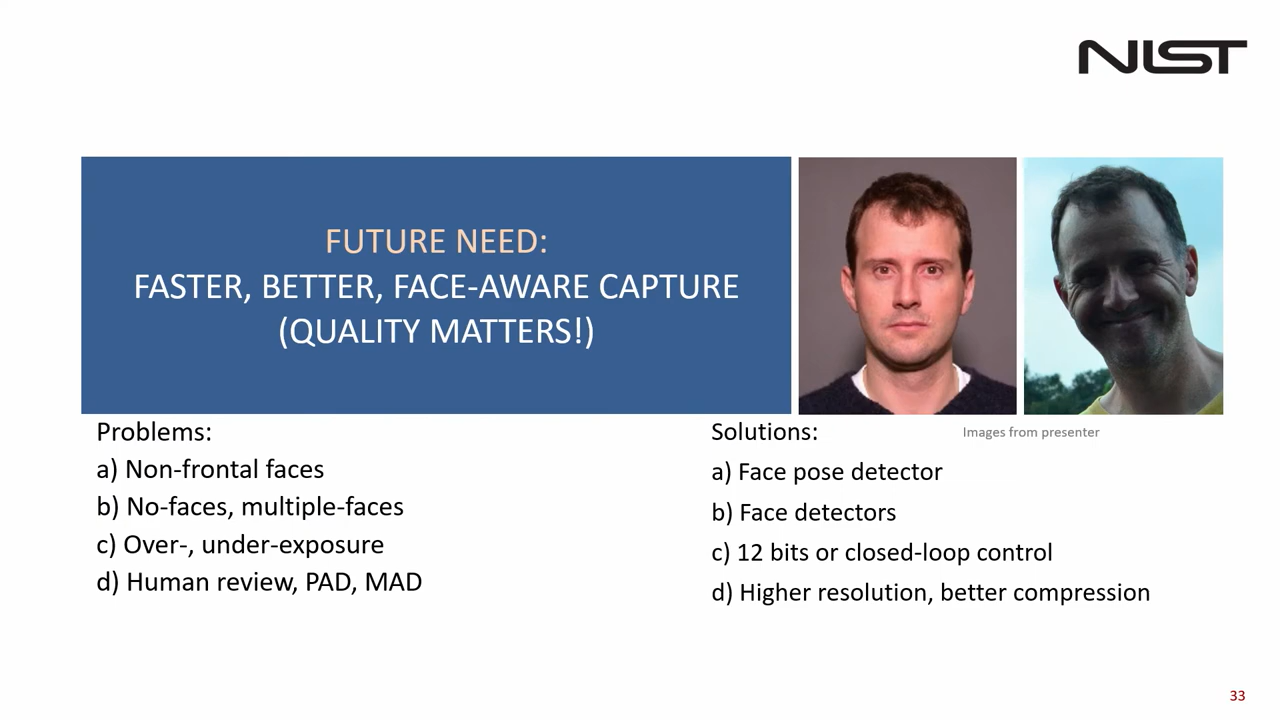 NIST
FUTURE NEED:
FASTER, BETTER, FACE-AWARE CAPTURE
(QUALITY MATTERS!)
Problems:
a) Non-frontal faces
b) No-faces, multiple-faces
c) Over-, under-exposure
d) Human review, PAD, MAD
Solutions:
Images from presenter
a) Face pose detector
b) Face detectors
c) 12 bits or closed-loop control
d) Higher resolution, better compression
33